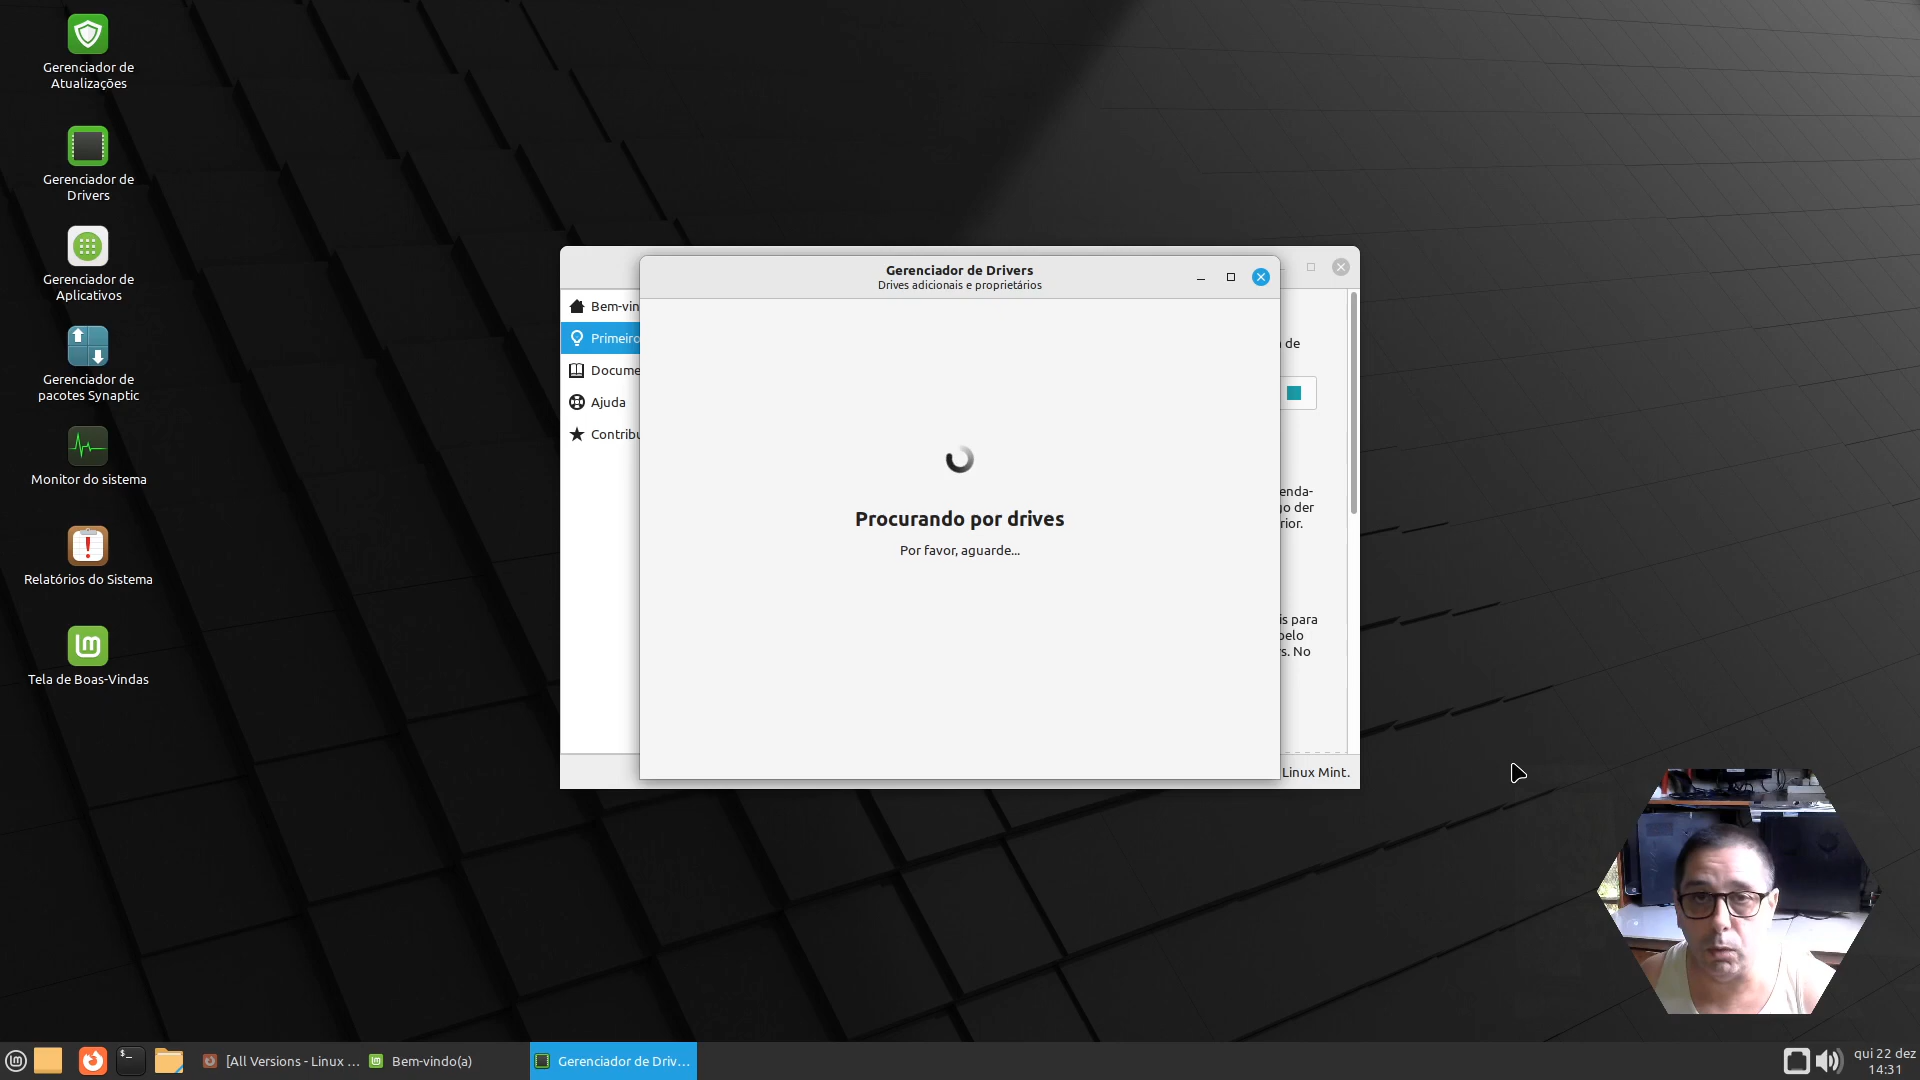 Gerenciador de
Atualizações
Gerenciador de
Drivers
Gerenciador de
Aplicativos
Gerenciador de
pacotes Synaptic
Monitor do sistema
Relatórios do Sistema
Tela de Boas-Vindas
Gerenciador de Drivers
Drives adicionais e proprietários
Bem-vin
Primeiro
Docume
Ajuda
Contribu
Procurando por drives
Por favor, aguarde...
de
enda-
o der
rior.
is para
pelo
s. No
Linux Mint.
[All Versions - Linux ...
Bem-vindo(a)
Gerenciador de Driv...
qui 22 dez
14:31